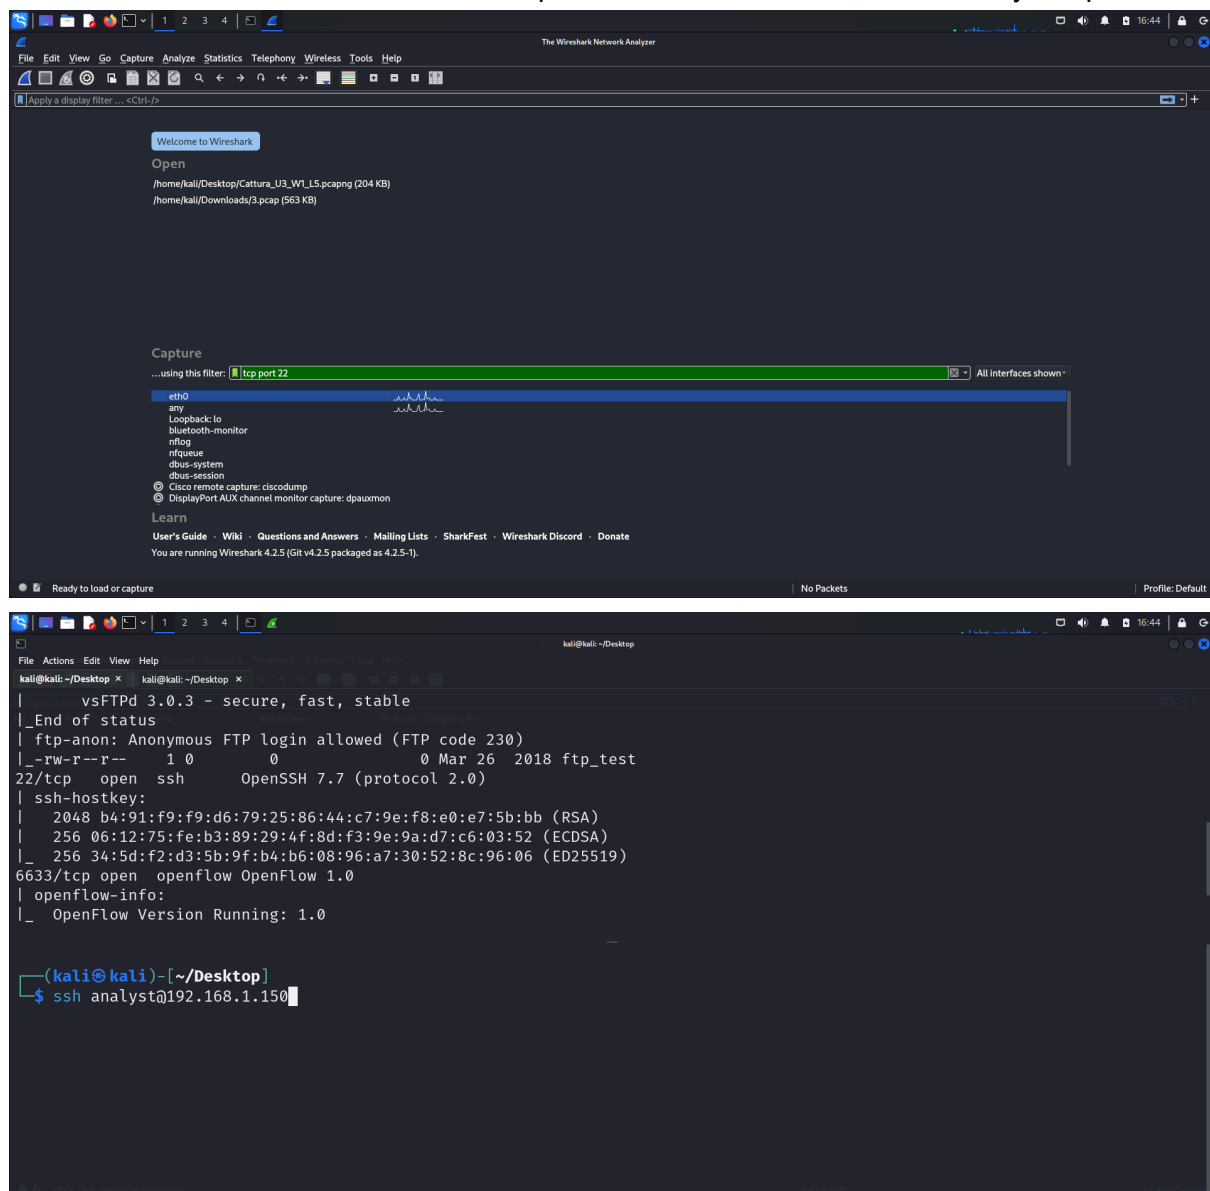 1 2 3 4 16:44
The Wireshark Network Analyzer
File Edit View Go Capture Analyze Statistics Telephony Wireless Tools Help
Apply a display filter ... <Ctrl-/>
Welcome to Wireshark
Open
/home/kali/Desktop/Cattura_U3_W1_L5.pcapng (204 KB)
/home/kali/Downloads/3.pcap (563 KB)
Capture
...using this filter: tcp port 22 All interfaces shown
eth0
any
Loopback: lo
bluetooth-monitor
nflog
nfqueue
dbus-system
dbus-session
Cisco remote capture: ciscodump
DisplayPort AUX channel monitor capture: dpauxmon
Learn
User's Guide · Wiki · Questions and Answers · Mailing Lists · SharkFest · Wireshark Discord · Donate
You are running Wireshark 4.2.5 (Git v4.2.5 packaged as 4.2.5-1).
Ready to load or capture No Packets Profile: Default
1 2 3 4 16:44
kali@kali: ~/Desktop
File Actions Edit View Help
kali@kali: ~/Desktop × kali@kali: ~/Desktop ×
|      vsFTPd 3.0.3 - secure, fast, stable
|_End of status
| ftp-anon: Anonymous FTP login allowed (FTP code 230)
|_-rw-r--r--    1 0        0               0 Mar 26  2018 ftp_test
22/tcp   open  ssh      OpenSSH 7.7 (protocol 2.0)
| ssh-hostkey:
|   2048 b4:91:f9:f9:d6:79:25:86:44:c7:9e:f8:e0:e7:5b:bb (RSA)
|   256 06:12:75:fe:b3:89:29:4f:8d:f3:9e:9a:d7:c6:03:52 (ECDSA)
|_  256 34:5d:f2:d3:5b:9f:b4:b6:08:96:a7:30:52:8c:96:06 (ED25519)
6633/tcp open  openflow OpenFlow 1.0
| openflow-info:
|_  OpenFlow Version Running: 1.0
┌──(kali㉿kali)-[~/Desktop]
└─$ ssh analyst@192.168.1.150